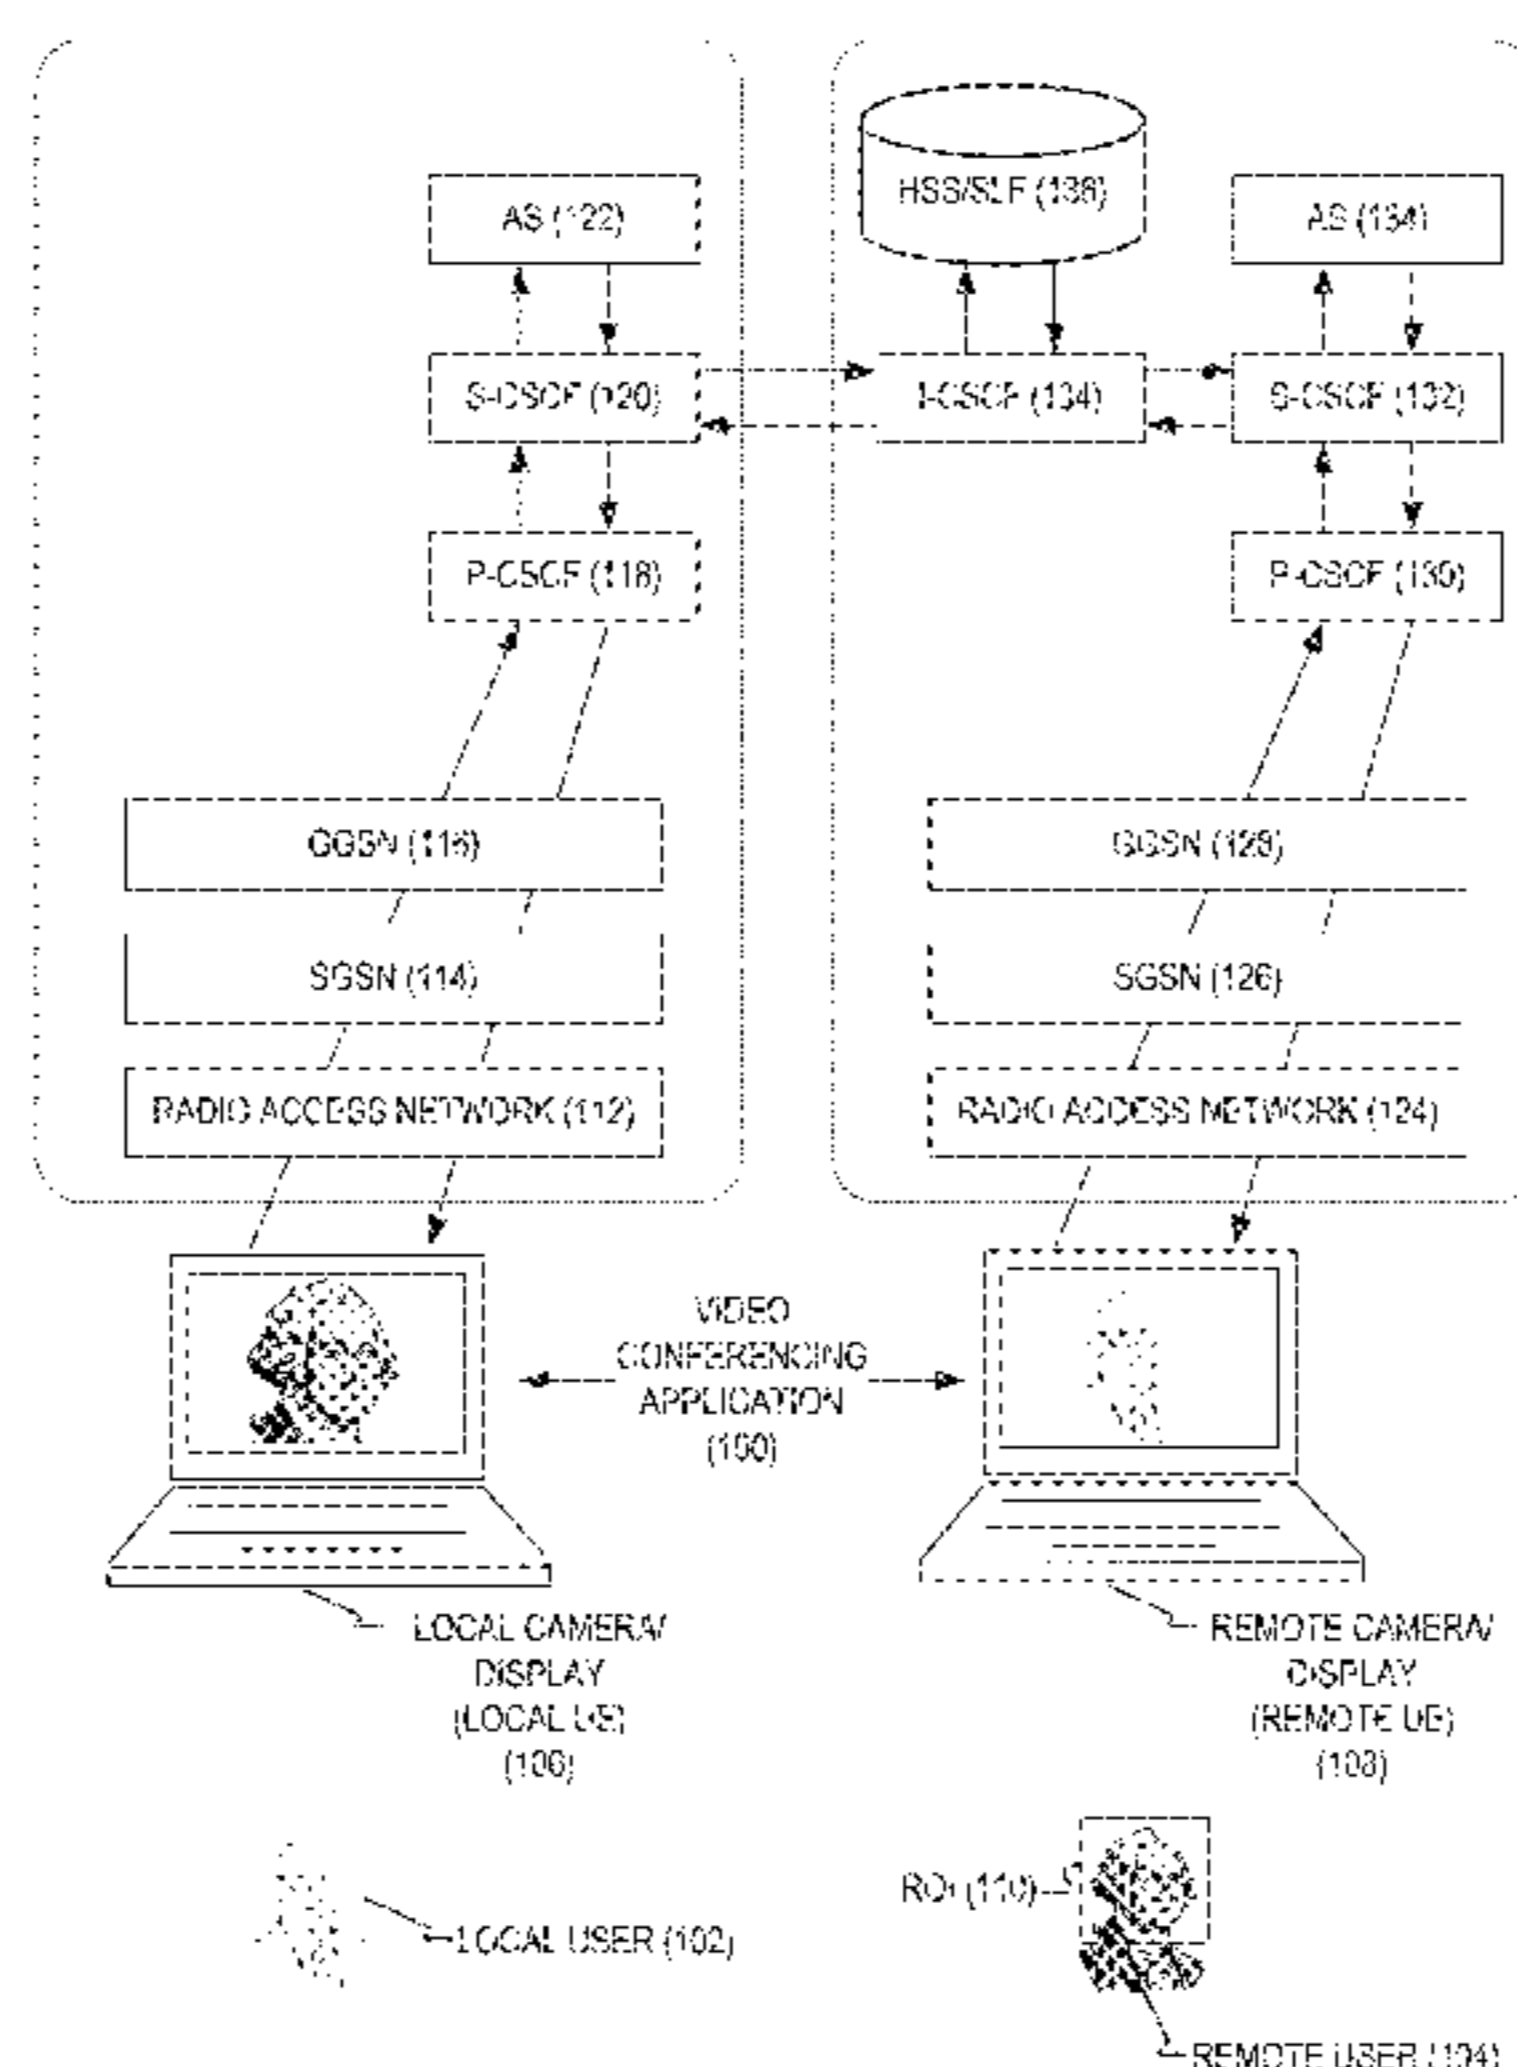 AS (122)
HSS/SLF (136)
AS (134)
S-CSCF (120)
I-CSCF (134)
S-CSCF (132)
P-CSCF (118)
P-CSCF (130)
GGSN (116)
GGSN (128)
SGSN (114)
SGSN (126)
RADIO ACCESS NETWORK (112)
RADIO ACCESS NETWORK (124)
VIDEO
CONFERENCING
APPLICATION
(100)
LOCAL CAMERA/
DISPLAY
(LOCAL UE)
(106)
REMOTE CAMERA/
DISPLAY
(REMOTE UE)
(108)
ROI (110)
LOCAL USER (102)
REMOTE USER (104)